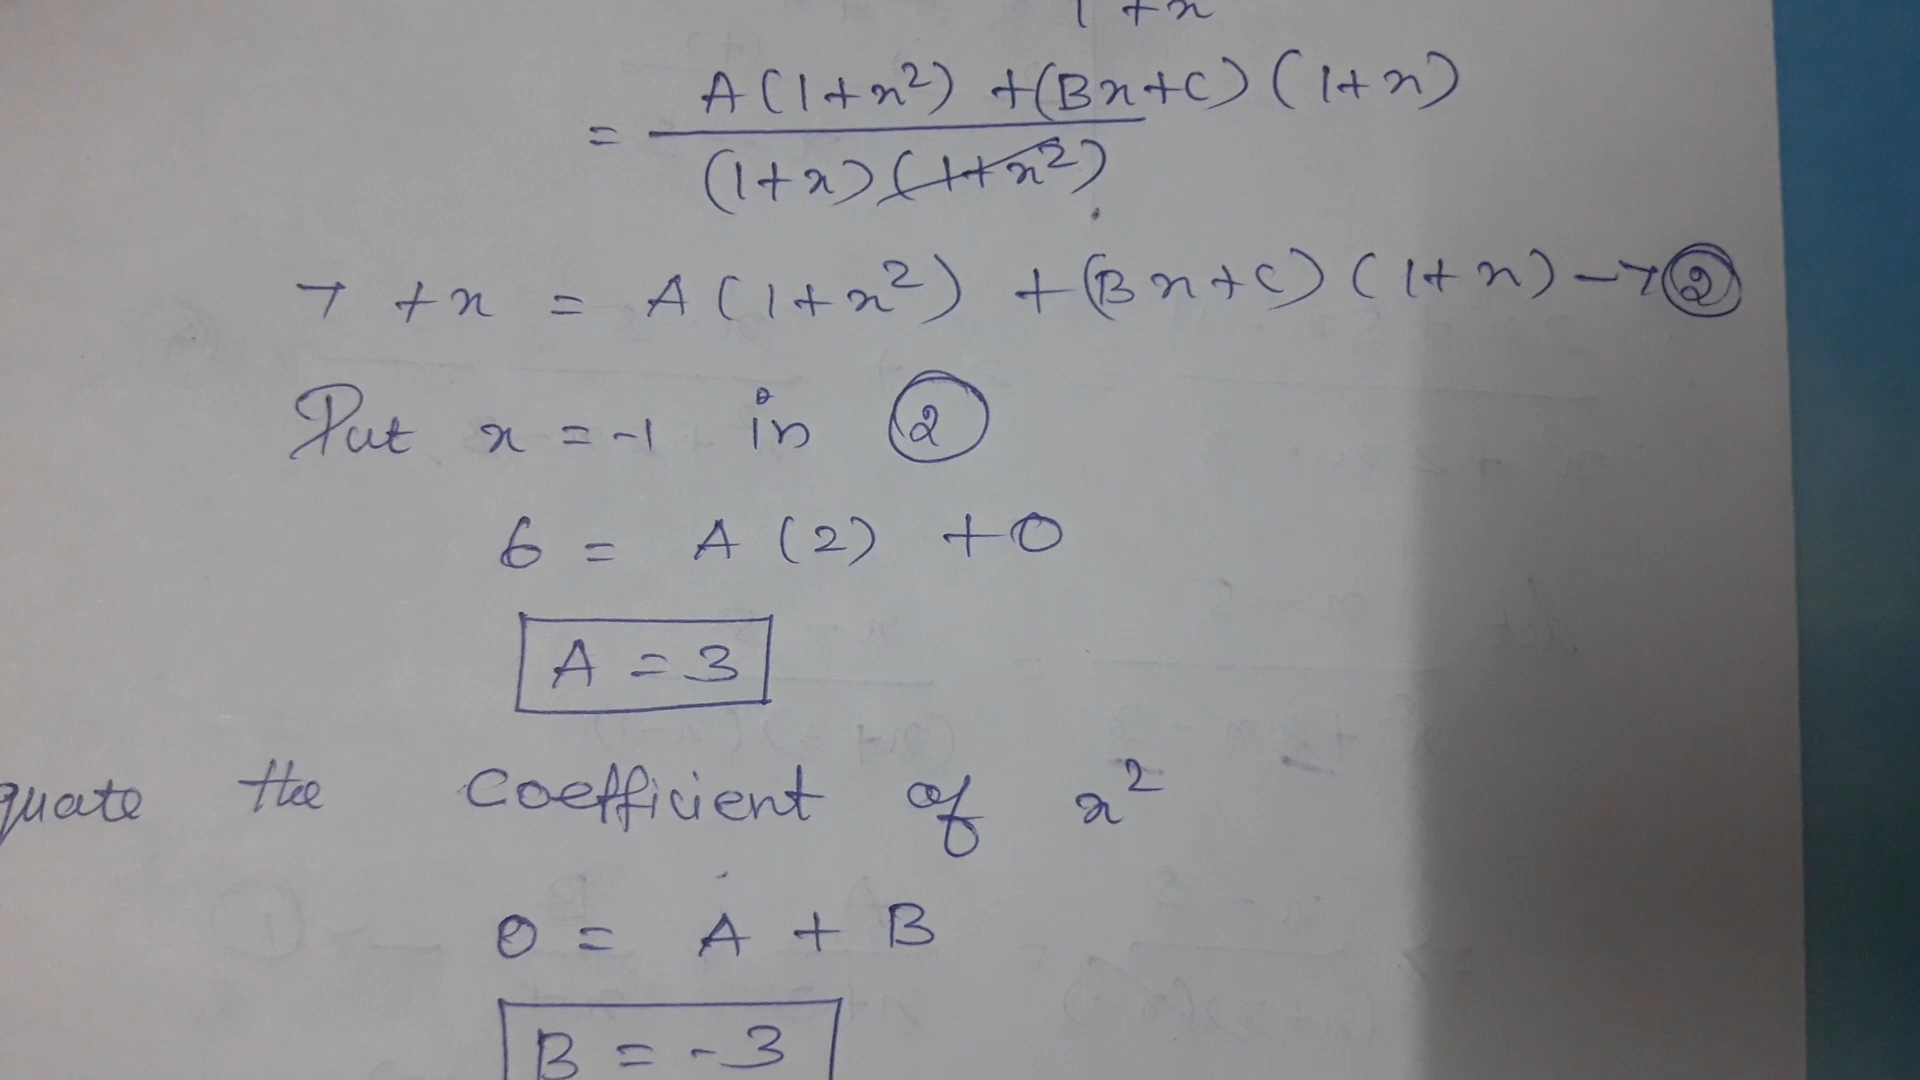 1 + x
= A(1+x²) + (Bx+C) (1+x)
(1+x) (1+x²)
7 + x = A(1+x²) + (Bx+C) (1+x) → ②
Put x = -1 in ②
6 = A (2) + 0
A = 3
quate the coefficient of x²
0 = A + B
B = -3